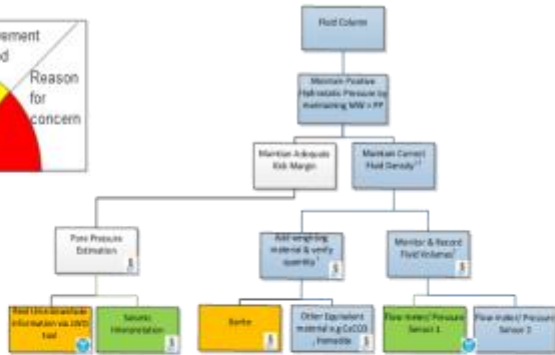 ement
d
Reason
for
concern
Fluid Column
Maintain Positive
Hydrostatic Pressure by
maintaining MW > PP
Maintain Adequate
Kick Margin
Maintain Correct
Fluid Density
Pore Pressure
Estimation
Add weighting
material & verify
quantity
Monitor & Record
Fluid Volumes
Real time downhole
information via LWD
tool
Seismic
Interpretation
Barite
Other Equivalent
material e.g CaCO3
, hematite
Flow meter/ Pressure
Sensor 1
Flow meter/ Pressure
Sensor 2